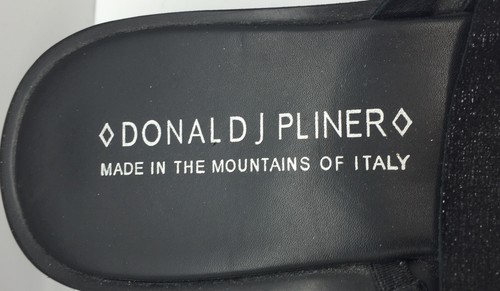 ◊DONALD J PLINER◊
MADE IN THE MOUNTAINS OF ITALY